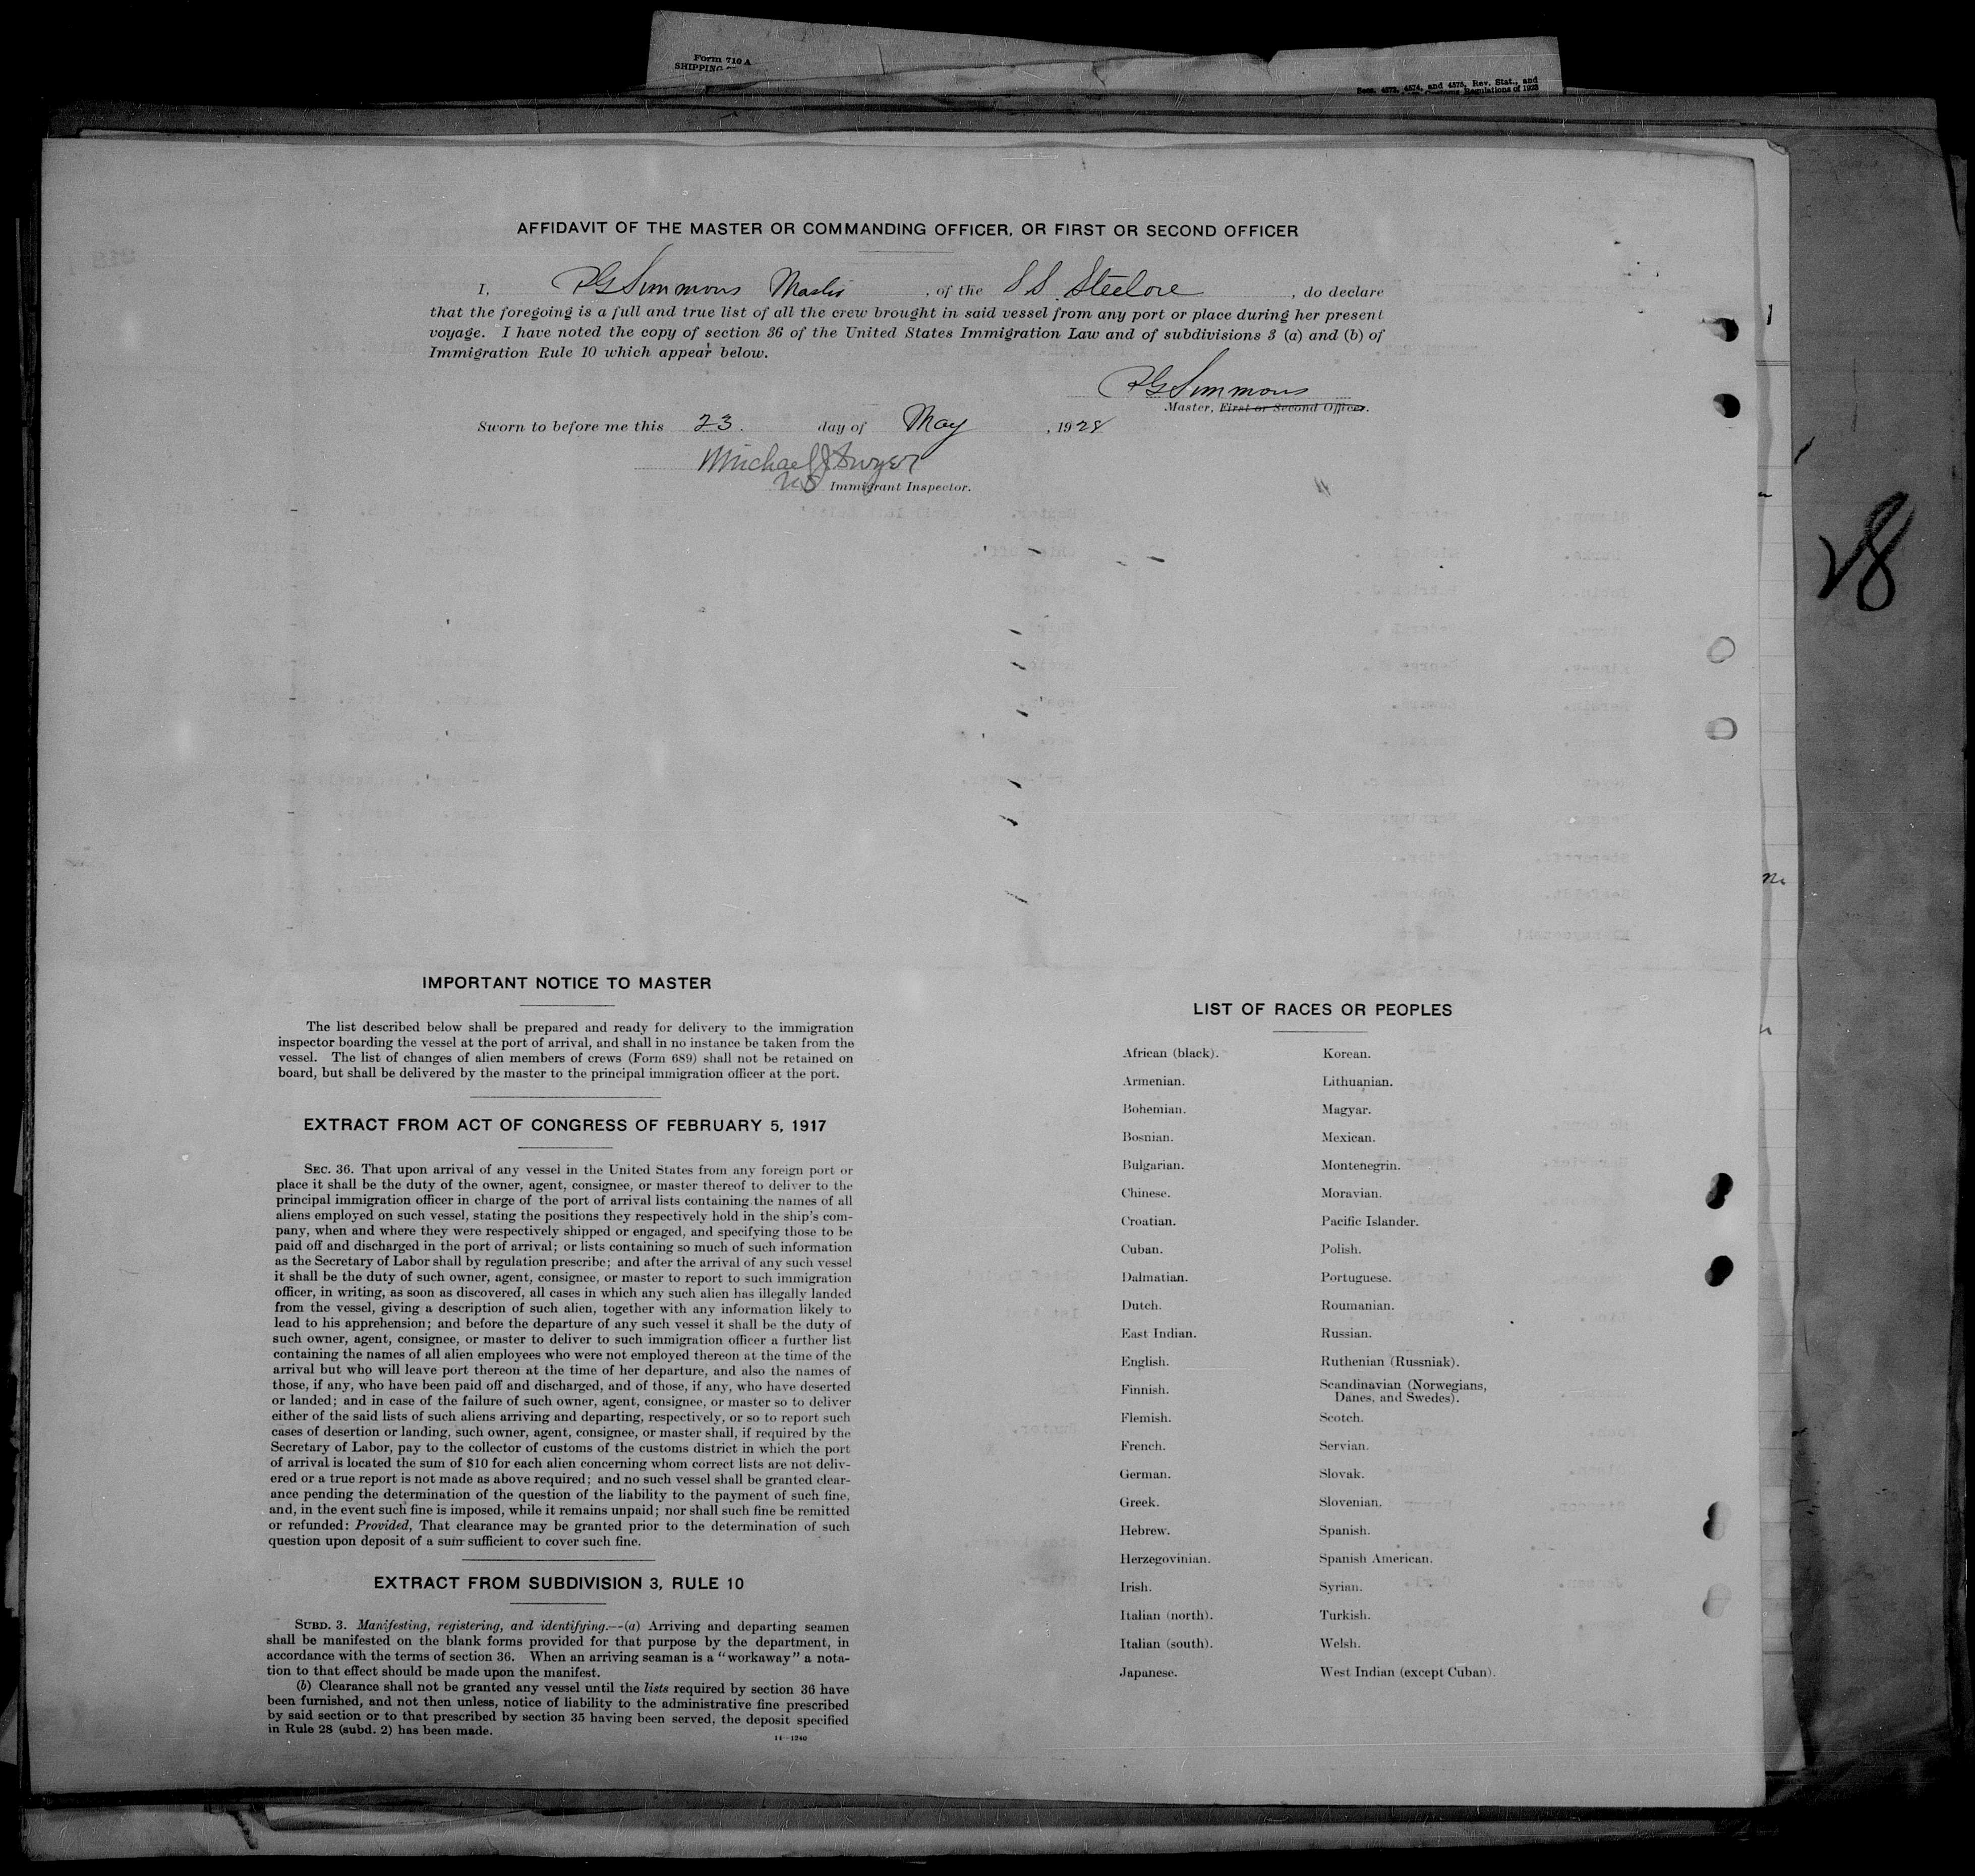 Form 710 A
SHIPPING
Secs. 4573, 4574, and 4575, Rev. Stat., and
Customs Regulations of 1923
AFFIDAVIT OF THE MASTER OR COMMANDING OFFICER, OR FIRST OR SECOND OFFICER
I, RG Simmons Master, of the S.S. Steelore, do declare
that the foregoing is a full and true list of all the crew brought in said vessel from any port or place during her present
voyage. I have noted the copy of section 36 of the United States Immigration Law and of subdivisions 3 (a) and (b) of
Immigration Rule 10 which appear below.
RG Simmons
Master, First or Second Officer.
Sworn to before me this 23. day of May, 1928
Michael J Dwyer
US Immigrant Inspector.
28
IMPORTANT NOTICE TO MASTER
The list described below shall be prepared and ready for delivery to the immigration
inspector boarding the vessel at the port of arrival, and shall in no instance be taken from the
vessel. The list of changes of alien members of crews (Form 689) shall not be retained on
board, but shall be delivered by the master to the principal immigration officer at the port.
EXTRACT FROM ACT OF CONGRESS OF FEBRUARY 5, 1917
SEC. 36. That upon arrival of any vessel in the United States from any foreign port or
place it shall be the duty of the owner, agent, consignee, or master thereof to deliver to the
principal immigration officer in charge of the port of arrival lists containing the names of all
aliens employed on such vessel, stating the positions they respectively hold in the ship's com-
pany, when and where they were respectively shipped or engaged, and specifying those to be
paid off and discharged in the port of arrival; or lists containing so much of such information
as the Secretary of Labor shall by regulation prescribe; and after the arrival of any such vessel
it shall be the duty of such owner, agent, consignee, or master to report to such immigration
officer, in writing, as soon as discovered, all cases in which any such alien has illegally landed
from the vessel, giving a description of such alien, together with any information likely to
lead to his apprehension; and before the departure of any such vessel it shall be the duty of
such owner, agent, consignee, or master to deliver to such immigration officer a further list
containing the names of all alien employees who were not employed thereon at the time of the
arrival but who will leave port thereon at the time of her departure, and also the names of
those, if any, who have been paid off and discharged, and of those, if any, who have deserted
or landed; and in case of the failure of such owner, agent, consignee, or master so to deliver
either of the said lists of such aliens arriving and departing, respectively, or so to report such
cases of desertion or landing, such owner, agent, consignee, or master shall, if required by the
Secretary of Labor, pay to the collector of customs of the customs district in which the port
of arrival is located the sum of $10 for each alien concerning whom correct lists are not deliv-
ered or a true report is not made as above required; and no such vessel shall be granted clear-
ance pending the determination of the question of the liability to the payment of such fine,
and, in the event such fine is imposed, while it remains unpaid; nor shall such fine be remitted
or refunded: Provided, That clearance may be granted prior to the determination of such
question upon deposit of a sum sufficient to cover such fine.
EXTRACT FROM SUBDIVISION 3, RULE 10
SUBD. 3. Manifesting, registering, and identifying.—(a) Arriving and departing seamen
shall be manifested on the blank forms provided for that purpose by the department, in
accordance with the terms of section 36. When an arriving seaman is a "workaway" a nota-
tion to that effect should be made upon the manifest.
(b) Clearance shall not be granted any vessel until the lists required by section 36 have
been furnished, and not then unless, notice of liability to the administrative fine prescribed
by said section or to that prescribed by section 35 having been served, the deposit specified
in Rule 28 (subd. 2) has been made.
14—1240
LIST OF RACES OR PEOPLES
African (black). Korean.
Armenian. Lithuanian.
Bohemian. Magyar.
Bosnian. Mexican.
Bulgarian. Montenegrin.
Chinese. Moravian.
Croatian. Pacific Islander.
Cuban. Polish.
Dalmatian. Portuguese.
Dutch. Roumanian.
East Indian. Russian.
English. Ruthenian (Russniak).
Finnish. Scandinavian (Norwegians,
Danes, and Swedes).
Flemish. Scotch.
French. Servian.
German. Slovak.
Greek. Slovenian.
Hebrew. Spanish.
Herzegovinian. Spanish American.
Irish. Syrian.
Italian (north). Turkish.
Italian (south). Welsh.
Japanese. West Indian (except Cuban).